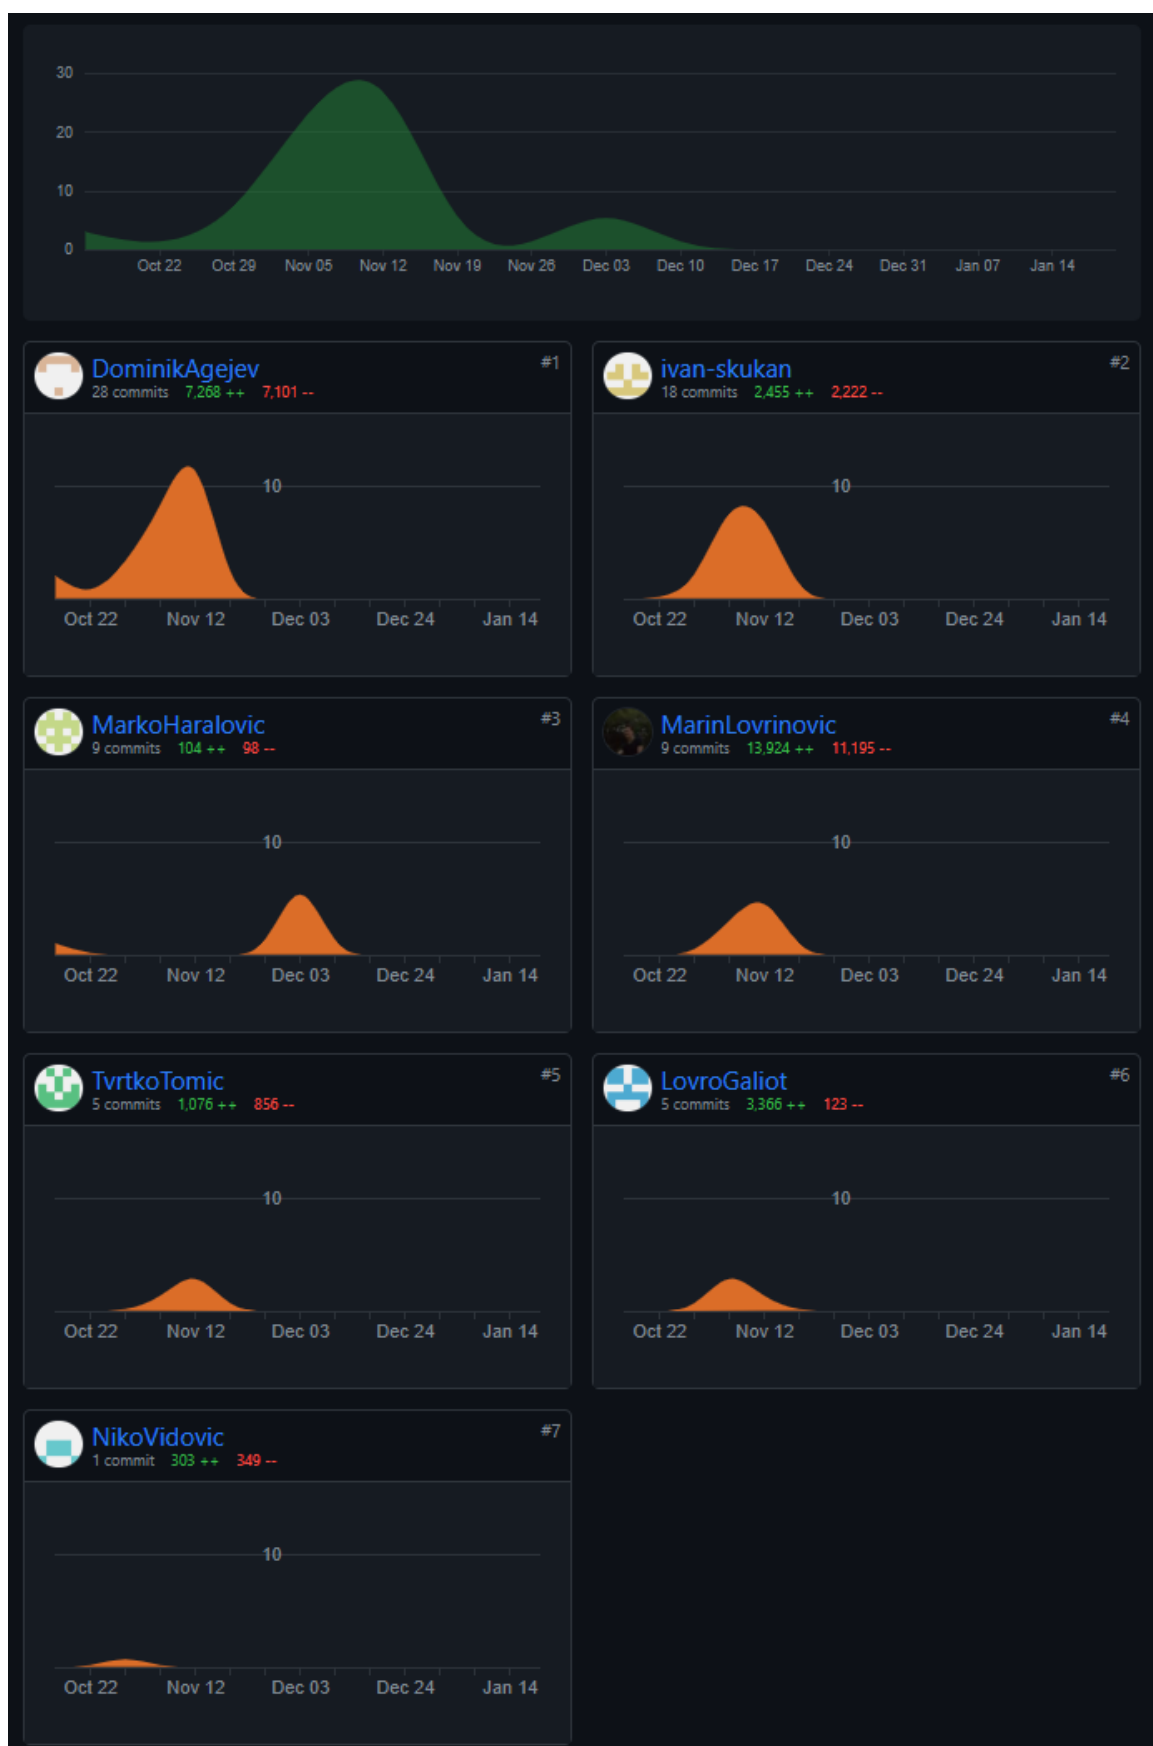 30
20
10
0
Oct 22 Oct 29 Nov 05 Nov 12 Nov 19 Nov 26 Dec 03 Dec 10 Dec 17 Dec 24 Dec 31 Jan 07 Jan 14
DominikAgejev #1
28 commits 7,268 ++ 7,101 --
10
Oct 22 Nov 12 Dec 03 Dec 24 Jan 14
ivan-skukan #2
18 commits 2,455 ++ 2,222 --
10
Oct 22 Nov 12 Dec 03 Dec 24 Jan 14
MarkoHaralovic #3
9 commits 104 ++ 98 --
10
Oct 22 Nov 12 Dec 03 Dec 24 Jan 14
MarinLovrinovic #4
9 commits 13,924 ++ 11,195 --
10
Oct 22 Nov 12 Dec 03 Dec 24 Jan 14
TvrtkoTomic #5
5 commits 1,076 ++ 856 --
10
Oct 22 Nov 12 Dec 03 Dec 24 Jan 14
LovroGaliot #6
5 commits 3,366 ++ 123 --
10
Oct 22 Nov 12 Dec 03 Dec 24 Jan 14
NikoVidovic #7
1 commit 303 ++ 349 --
10
Oct 22 Nov 12 Dec 03 Dec 24 Jan 14